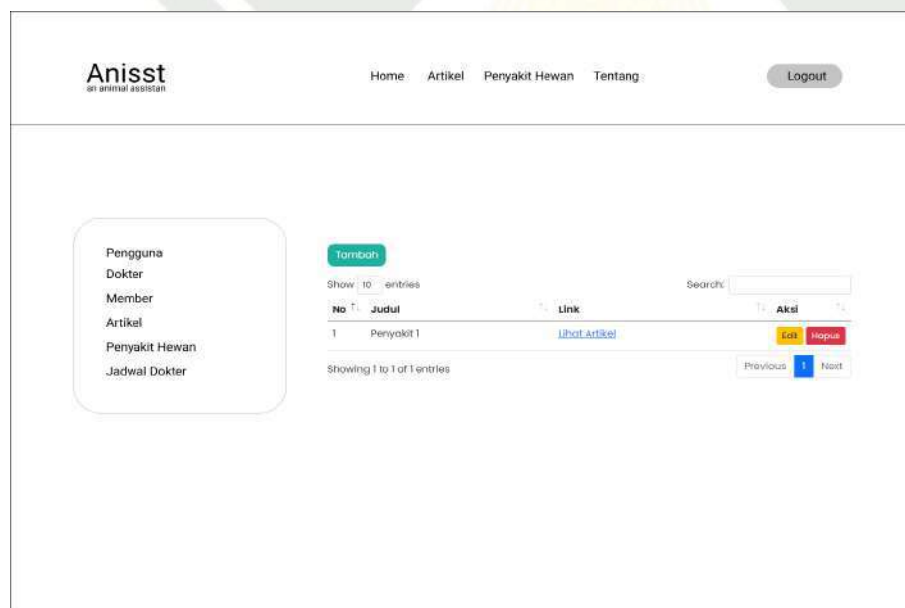 Anisst
an animal assistan
Home Artikel Penyakit Hewan Tentang
Logout
Pengguna
Dokter
Member
Artikel
Penyakit Hewan
Jadwal Dokter
Tambah
Show 10 entries
Search:
No Judul Link Aksi
1 Penyakit 1 Lihat Artikel Edit Hapus
Showing 1 to 1 of 1 entries
Previous 1 Next